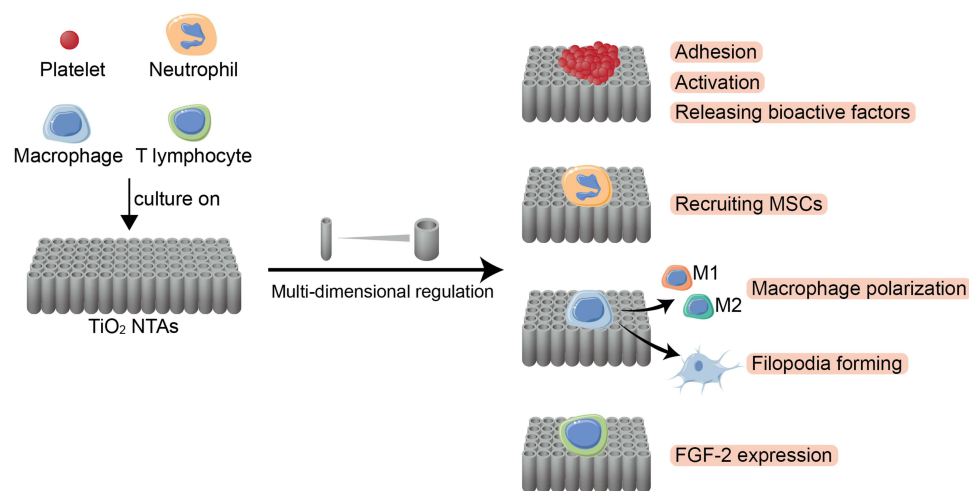 Platelet
Neutrophil
Macrophage
T lymphocyte
culture on
TiO₂ NTAs
Multi-dimensional regulation
Adhesion
Activation
Releasing bioactive factors
Recruiting MSCs
M1
M2
Macrophage polarization
Filopodia forming
FGF-2 expression